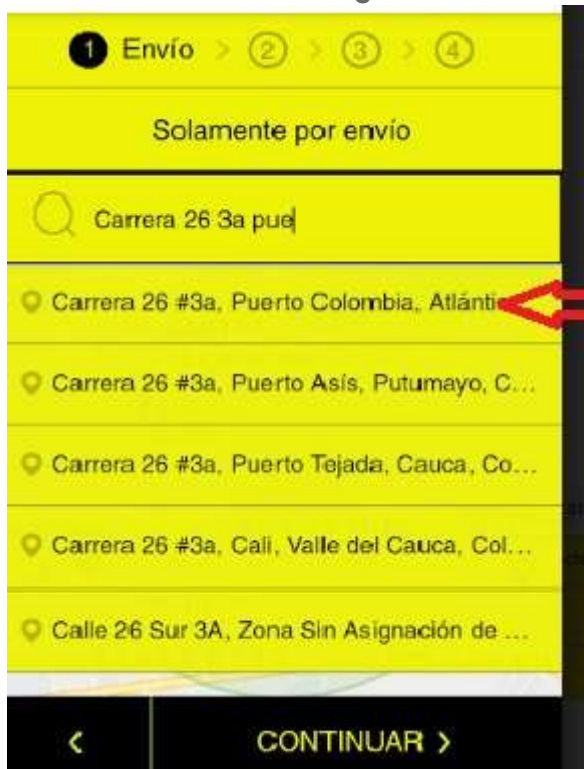 1 Envío > 2 > 3 > 4
Solamente por envío
Carrera 26 3a pue
Carrera 26 #3a, Puerto Colombia, Atlánti
Carrera 26 #3a, Puerto Asís, Putumayo, C...
Carrera 26 #3a, Puerto Tejada, Cauca, Co...
Carrera 26 #3a, Cali, Valle del Cauca, Col...
Calle 26 Sur 3A, Zona Sin Asignación de ...
< CONTINUAR >